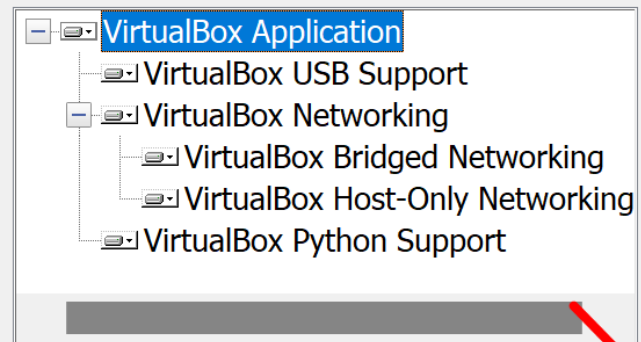 VirtualBox Application
VirtualBox USB Support
VirtualBox Networking
VirtualBox Bridged Networking
VirtualBox Host-Only Networking
VirtualBox Python Support